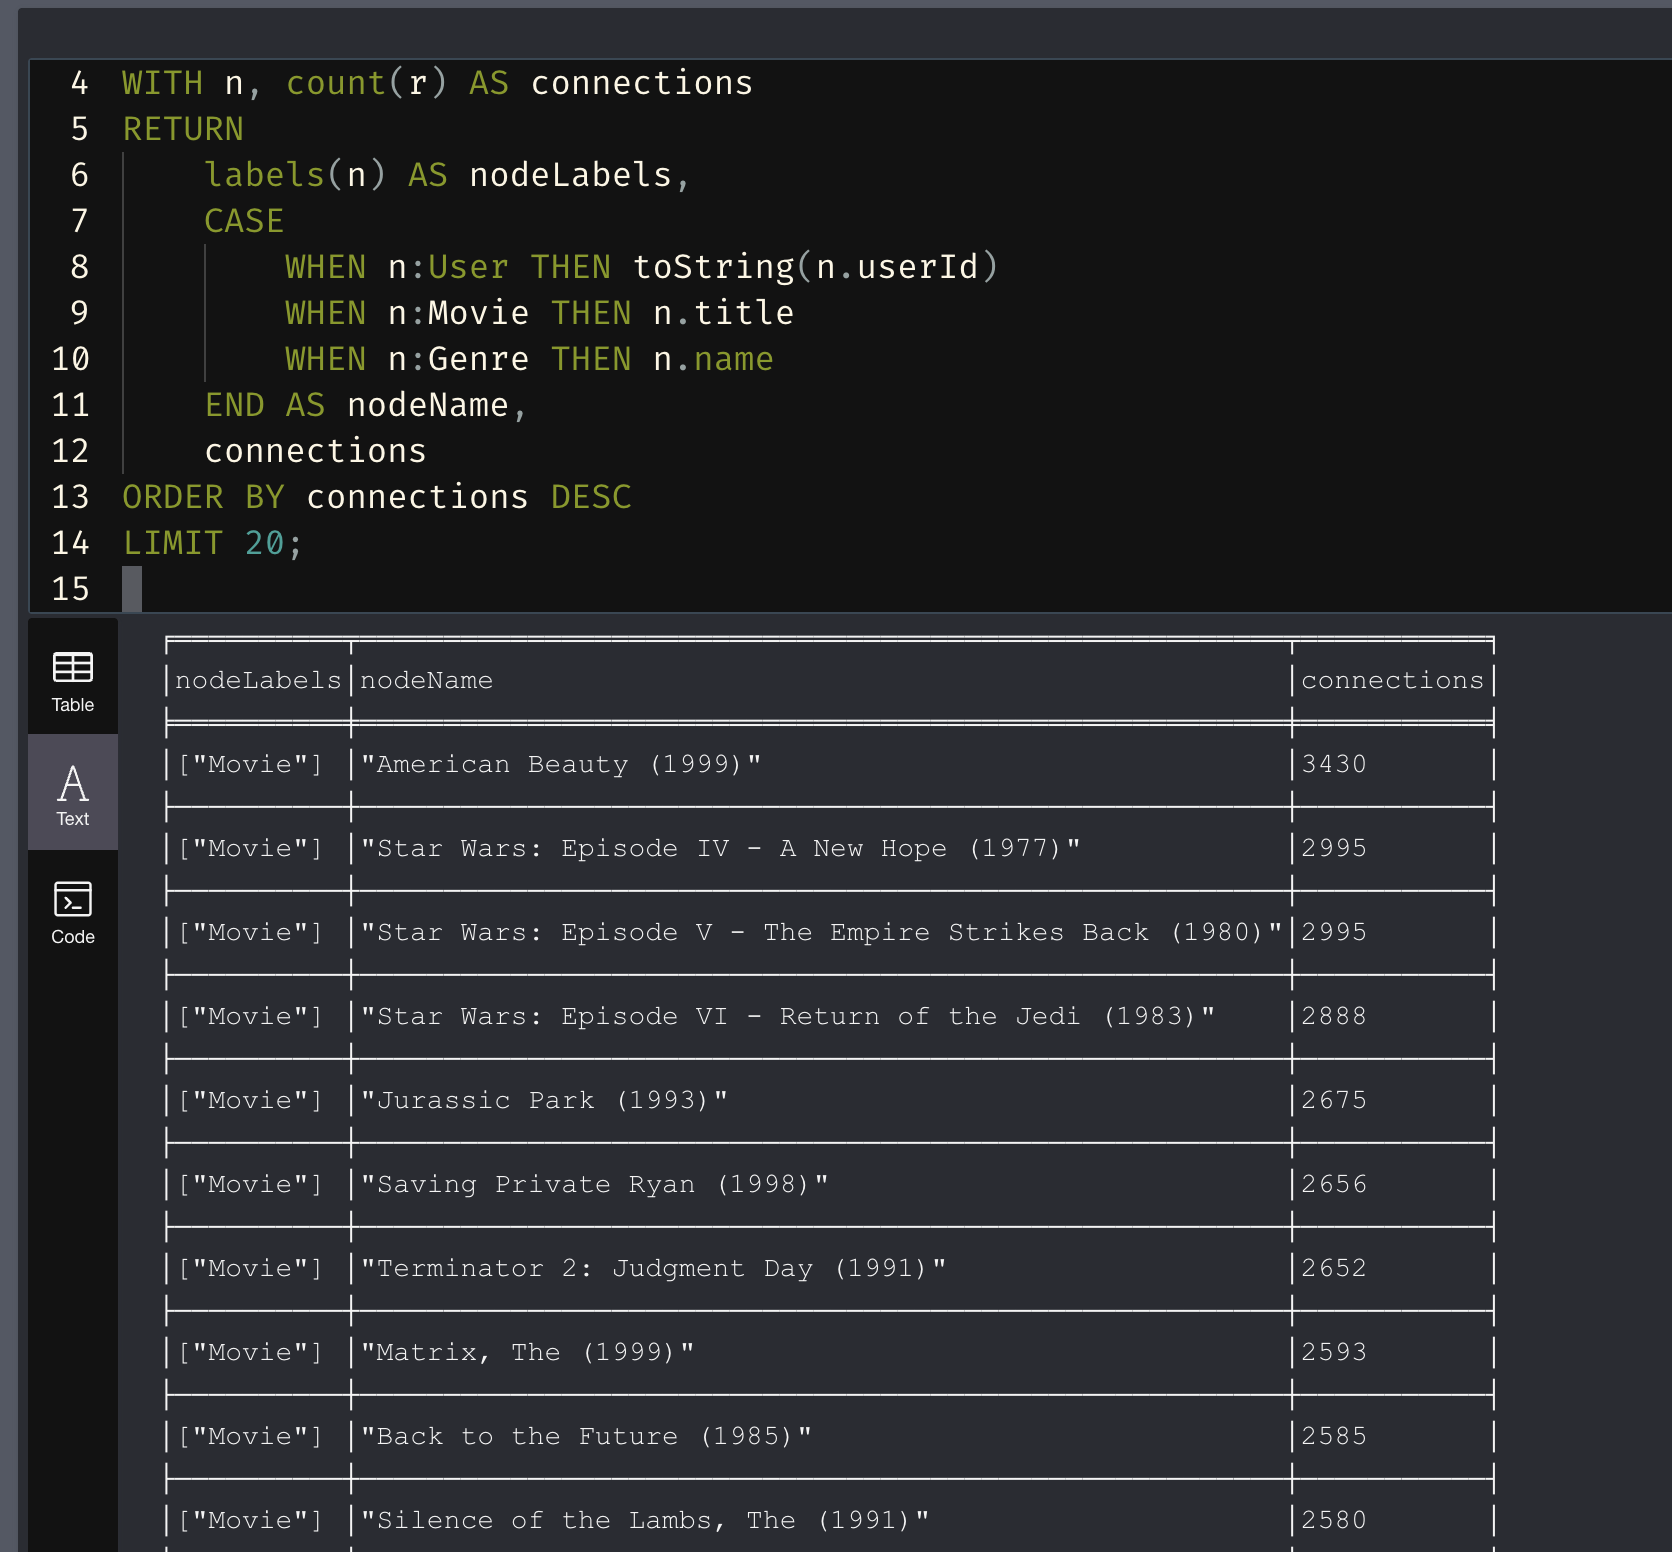 4 WITH n, count(r) AS connections
5 RETURN
6 labels(n) AS nodeLabels,
7 CASE
8 WHEN n:User THEN toString(n.userId)
9 WHEN n:Movie THEN n.title
10 WHEN n:Genre THEN n.name
11 END AS nodeName,
12 connections
13 ORDER BY connections DESC
14 LIMIT 20;
15
Table
Text
Code
nodeLabels nodeName connections
["Movie"] "American Beauty (1999)" 3430
["Movie"] "Star Wars: Episode IV - A New Hope (1977)" 2995
["Movie"] "Star Wars: Episode V - The Empire Strikes Back (1980)" 2995
["Movie"] "Star Wars: Episode VI - Return of the Jedi (1983)" 2888
["Movie"] "Jurassic Park (1993)" 2675
["Movie"] "Saving Private Ryan (1998)" 2656
["Movie"] "Terminator 2: Judgment Day (1991)" 2652
["Movie"] "Matrix, The (1999)" 2593
["Movie"] "Back to the Future (1985)" 2585
["Movie"] "Silence of the Lambs, The (1991)" 2580